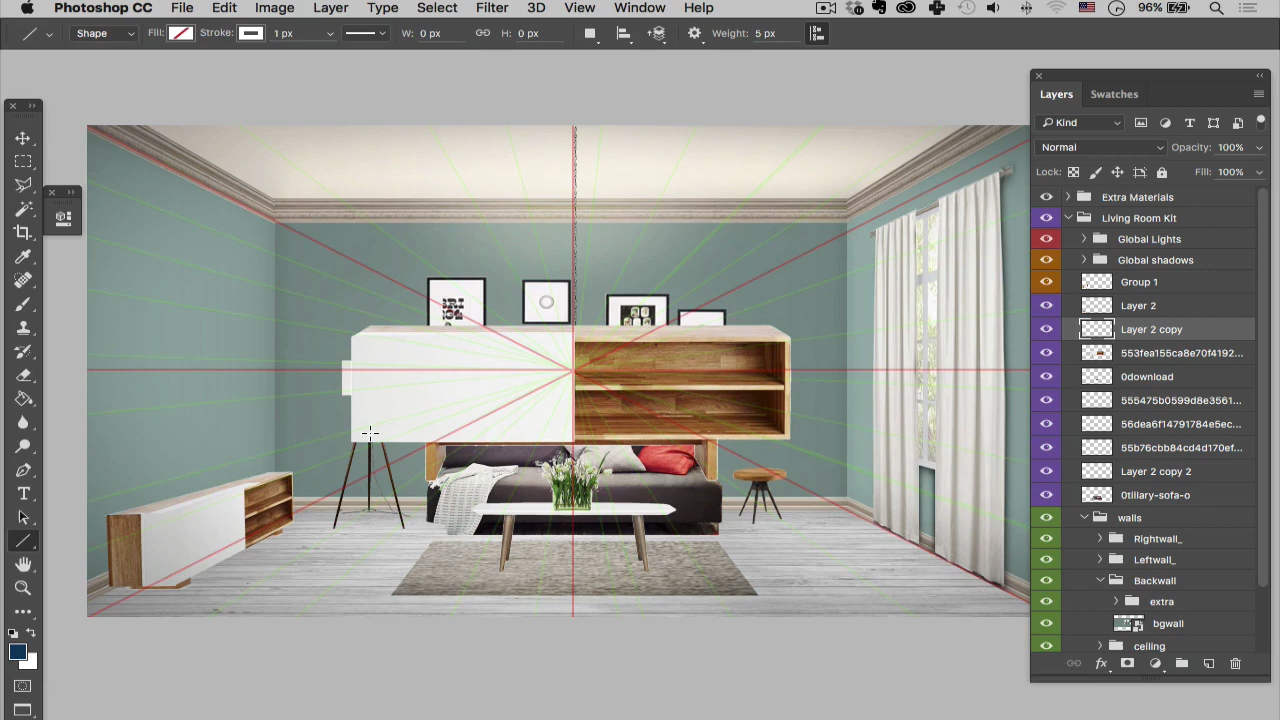 Photoshop CC File Edit Image Layer Type Select Filter 3D View Window Help 96%
Shape Fill: Stroke: 1 px W: 0 px H: 0 px Weight: 5 px
Layers Swatches
Kind
Normal Opacity: 100%
Lock: Fill: 100%
Extra Materials
Living Room Kit
Global Lights
Global shadows
Group 1
Layer 2
Layer 2 copy
553fea155ca8e70f4192...
0download
555475b0599d8e3561...
56dea6f14791784e5ec...
55b76cbb84cd4d170ef...
Layer 2 copy 2
0tillary-sofa-o
walls
Rightwall_
Leftwall_
Backwall
extra
bgwall
ceiling